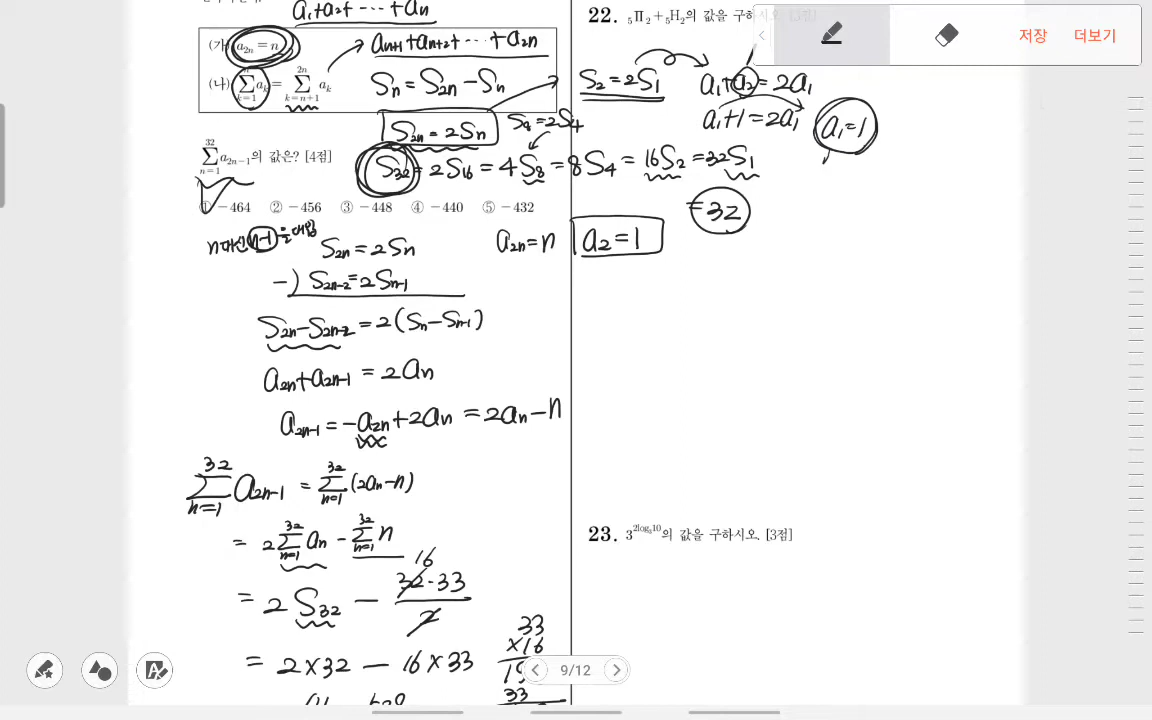 a₁+a₂+ ⋯ +aₙ
(가) a₂ₙ = n
aₙ₊₁+aₙ₊₂+ ⋯ +a₂ₙ
(나) ∑ₖ₌₁ⁿ aₖ = ∑ₖ₌ₙ₊₁²ⁿ aₖ
Sₙ = S₂ₙ − Sₙ
S₂ₙ = 2Sₙ
∑ₙ₌₁³² a₂ₙ₋₁의 값은? [4점]
S₃₂ = 2S₁₆ = 4S₈ = 8S₄ = 16S₂ = 32S₁
= 32
① −464 ② −456 ③ −448 ④ −440 ⑤ −432
S₂ₙ = 2Sₙ
a₂ₙ = n
a₂ = 1
−) S₂ₙ₋₂ = 2Sₙ₋₁
S₂ₙ − S₂ₙ₋₂ = 2(Sₙ − Sₙ₋₁)
a₂ₙ + a₂ₙ₋₁ = 2aₙ
a₂ₙ₋₁ = −a₂ₙ + 2aₙ = 2aₙ − n
∑ₙ₌₁³² a₂ₙ₋₁ = ∑ₙ₌₁³² (2aₙ − n)
= 2∑ₙ₌₁³² aₙ − ∑ₙ₌₁³² n
16
= 2S₃₂ − 32·33 / 2
= 2×32 − 16×33
33
×16
33
22. ₅Π₂ + ₅H₂의 값을 구하시오. [3점]
저장 더보기
S₂ = 2S₁
a₁+a₂ = 2a₁
a₁+1 = 2a₁
a₁ = 1
9/12
23. 3^(2log₃10)의 값을 구하시오. [3점]